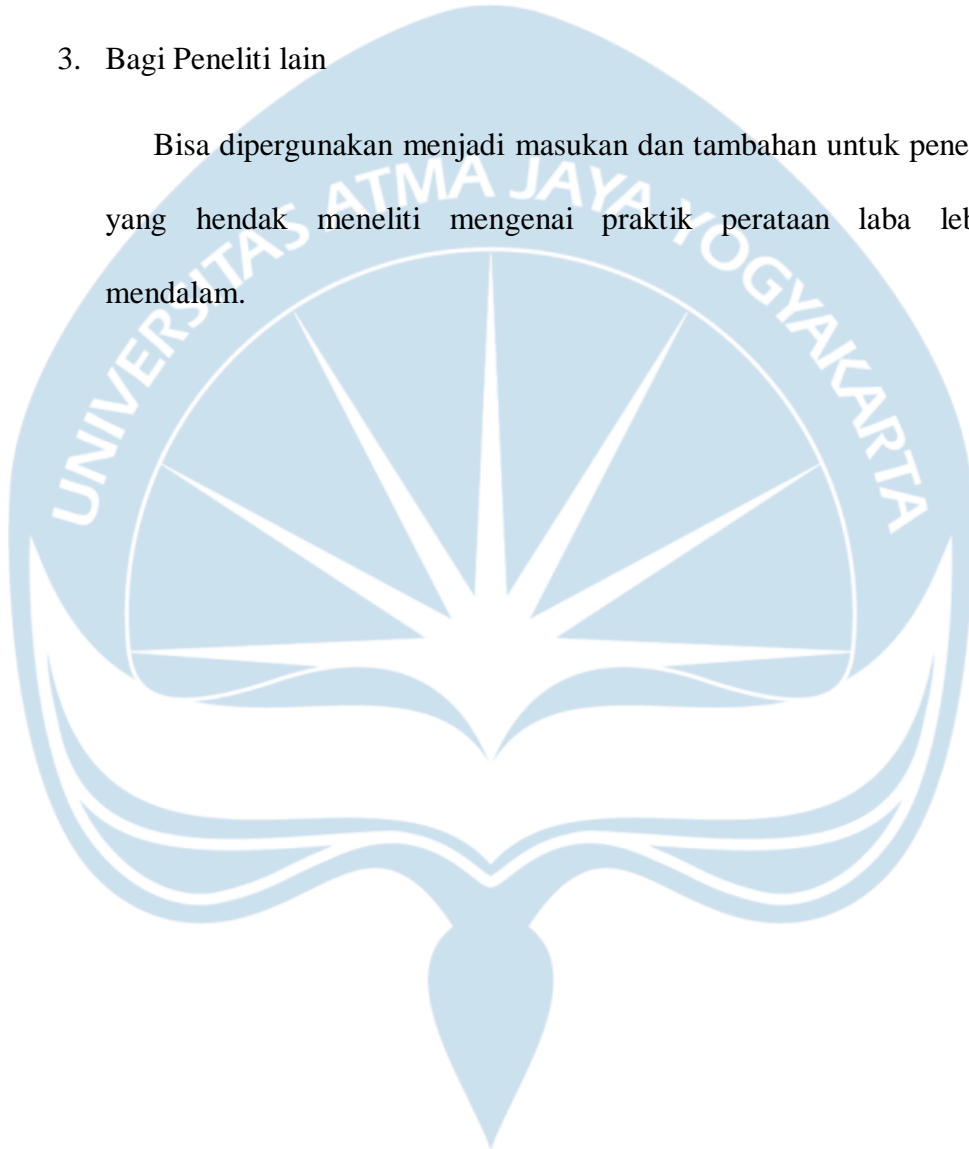 3. Bagi Peneliti lain
Bisa dipergunakan menjadi masukan dan tambahan untuk
yang hendak meneliti mengenai praktik perataan laba
mendalam.
UNIVERSITAS ATMA JAYA YOGYAKARTA